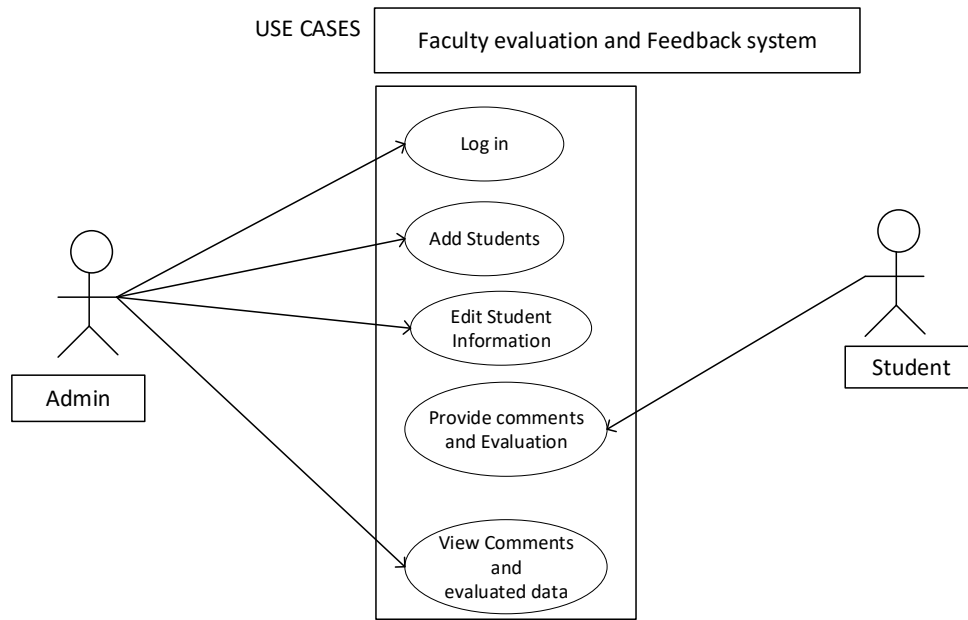 USE CASES
Faculty evaluation and Feedback system
Log in
Add Students
Edit Student
Information
Provide comments
and Evaluation
View Comments
and
evaluated data
Admin
Student